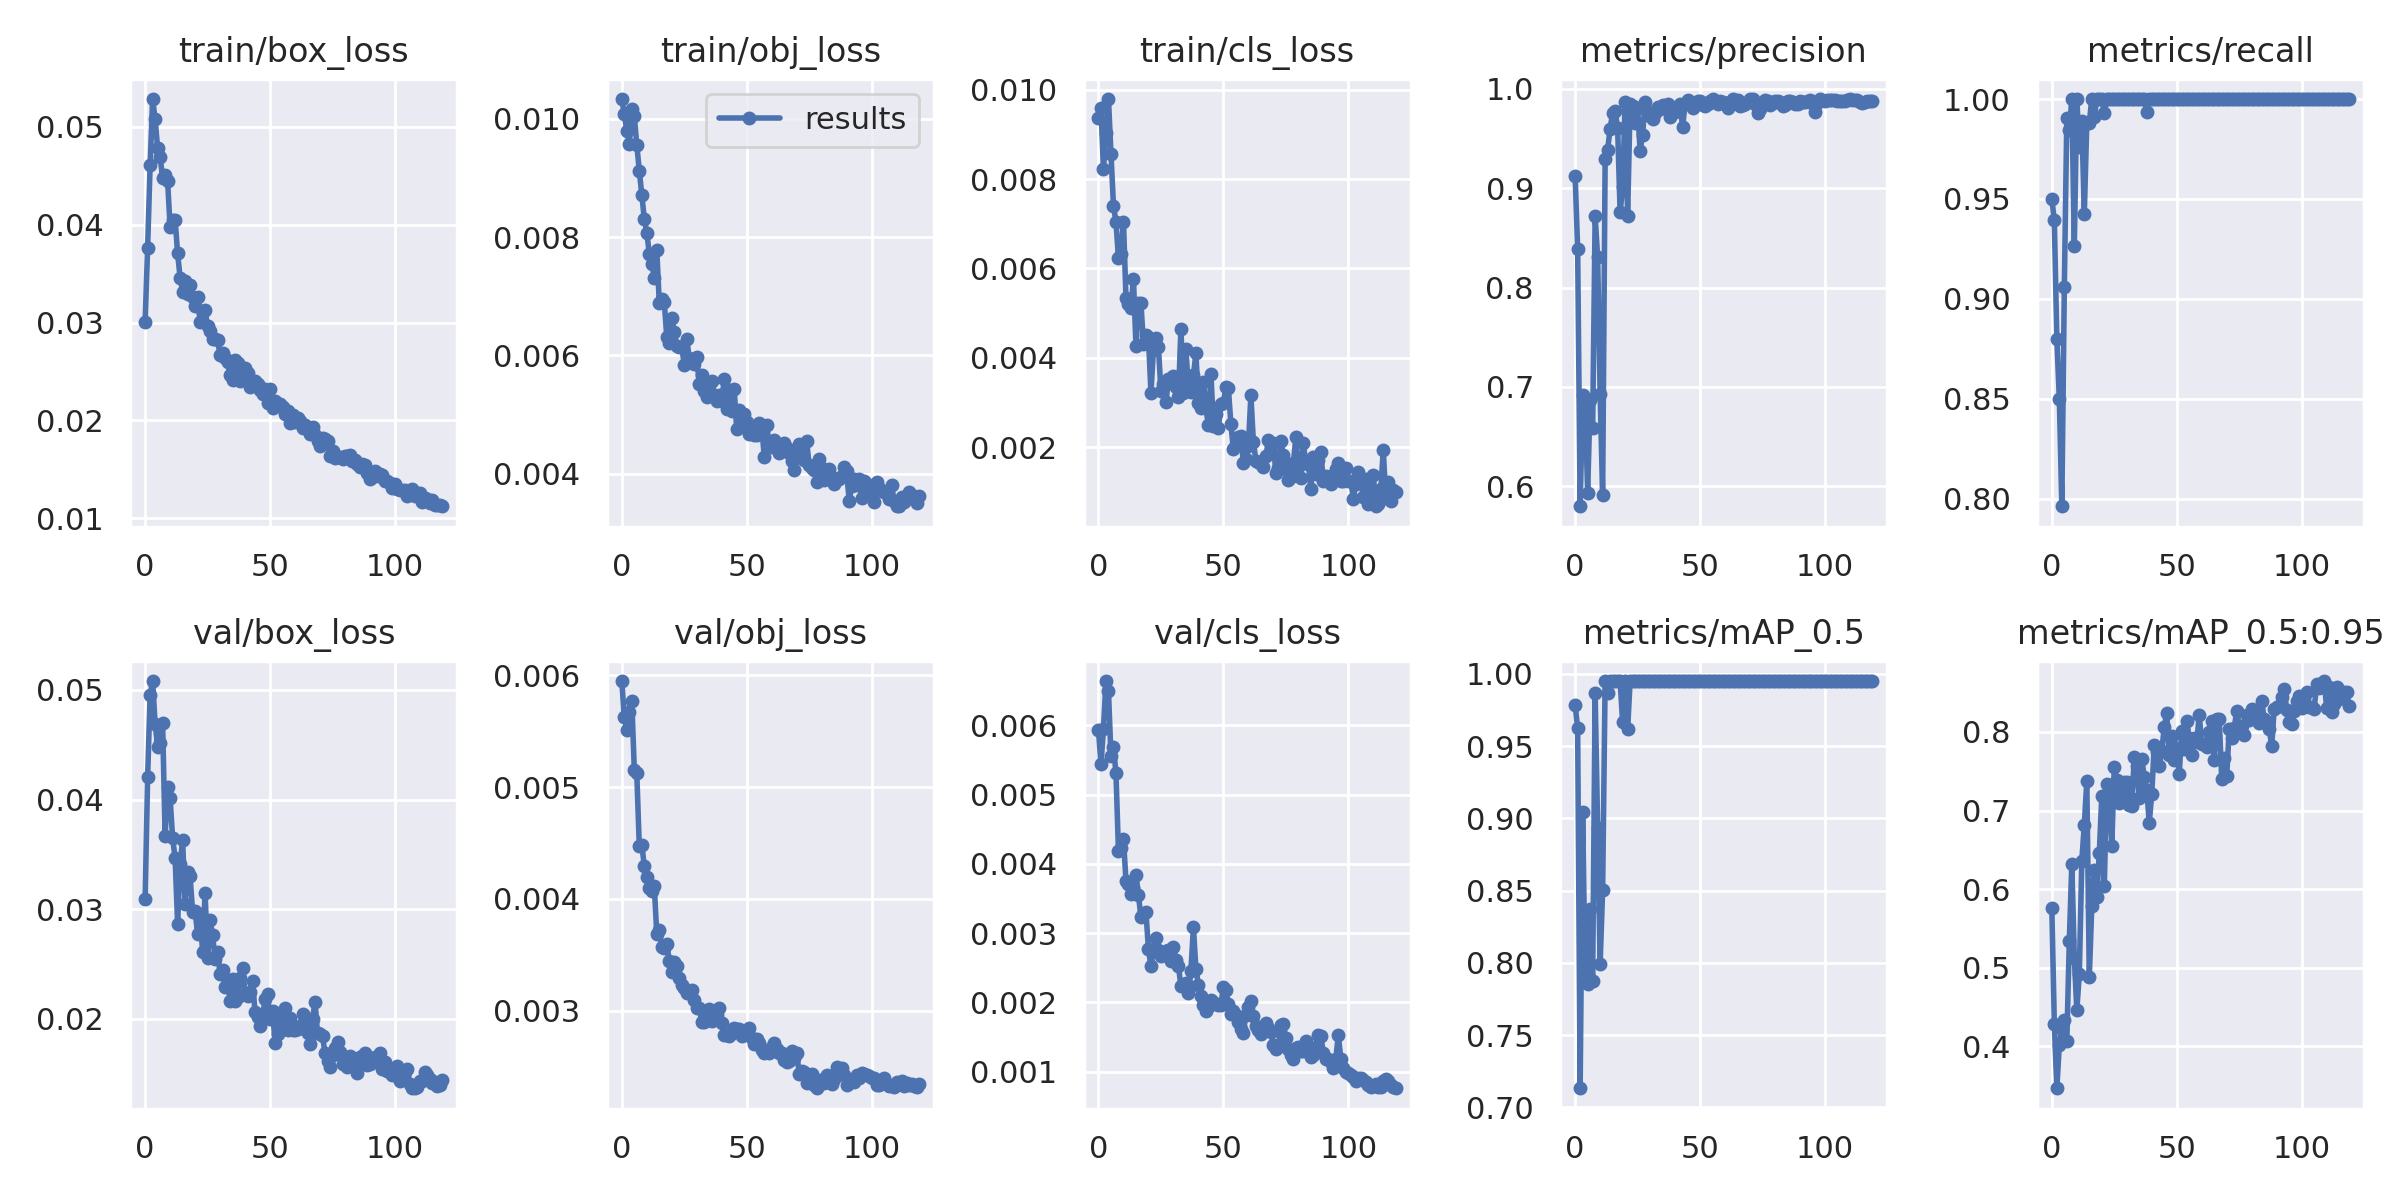 train/box_loss
0.05
0.04
0.03
0.02
0.01
0 50 100
train/obj_loss
results
0.010
0.008
0.006
0.004
0 50 100
train/cls_loss
0.010
0.008
0.006
0.004
0.002
0 50 100
metrics/precision
1.0
0.9
0.8
0.7
0.6
0 50 100
metrics/recall
1.00
0.95
0.90
0.85
0.80
0 50 100
val/box_loss
0.05
0.04
0.03
0.02
0 50 100
val/obj_loss
0.006
0.005
0.004
0.003
0 50 100
val/cls_loss
0.006
0.005
0.004
0.003
0.002
0.001
0 50 100
metrics/mAP_0.5
1.00
0.95
0.90
0.85
0.80
0.75
0.70
0 50 100
metrics/mAP_0.5:0.95
0.8
0.7
0.6
0.5
0.4
0 50 100